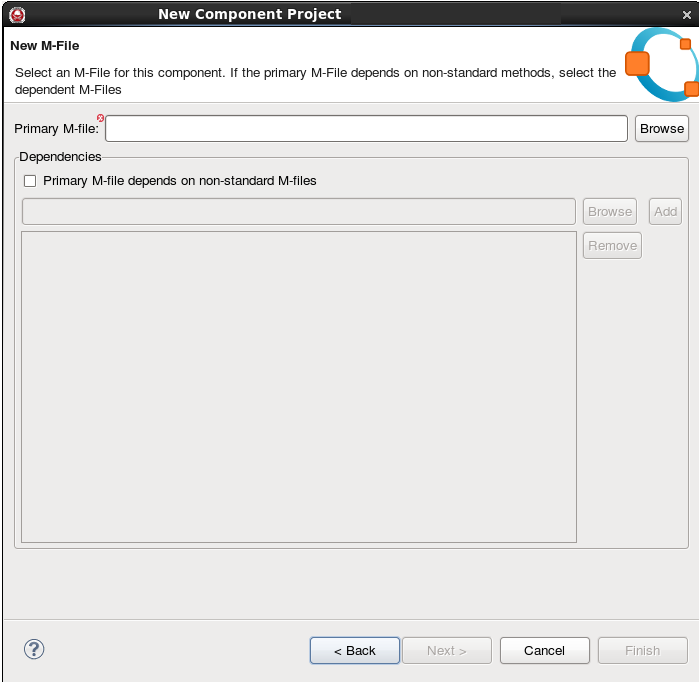 New Component Project
New M-File
Select an M-File for this component. If the primary M-File depends on non-standard methods, select the
dependent M-Files
Primary M-file:
Browse
Dependencies
Primary M-file depends on non-standard M-files
Browse
Add
Remove
?
< Back
Next >
Cancel
Finish